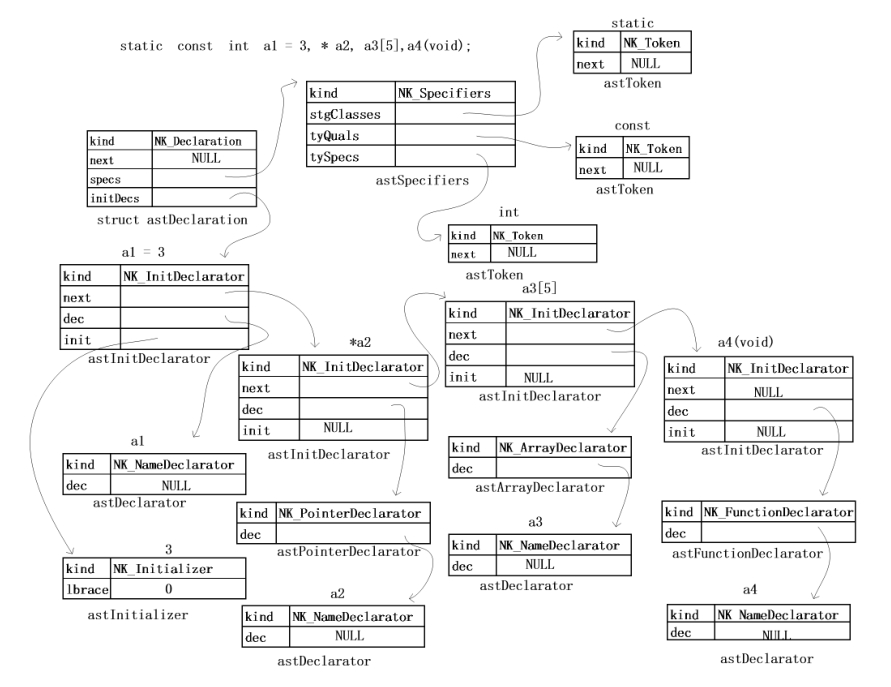 static
static const int a1 = 3, * a2, a3[5],a4(void);
kind NK_Token
next NULL
astToken
kind NK_Specifiers
stgClasses
tyQuals
tySpecs
astSpecifiers
const
kind NK_Token
next NULL
astToken
kind NK_Declaration
next NULL
specs
initDecs
struct astDeclaration
int
kind NK_Token
next NULL
astToken
a1 = 3
kind NK_InitDeclarator
next
dec
init
astInitDeclarator
*a2
kind NK_InitDeclarator
next
dec
init NULL
astInitDeclarator
a3[5]
kind NK_InitDeclarator
next
dec
init NULL
astInitDeclarator
a4(void)
kind NK_InitDeclarator
next NULL
dec
init NULL
astInitDeclarator
a1
kind NK_NameDeclarator
dec NULL
astDeclarator
kind NK_ArrayDeclarator
dec
astArrayDeclarator
kind NK_PointerDeclarator
dec
astPointerDeclarator
a3
kind NK_NameDeclarator
dec NULL
astDeclarator
kind NK_FunctionDeclarator
dec
astFunctionDeclarator
3
kind NK_Initializer
lbrace 0
astInitializer
a2
kind NK_NameDeclarator
dec NULL
astDeclarator
a4
kind NK NameDeclarator
dec NULL
astDeclarator